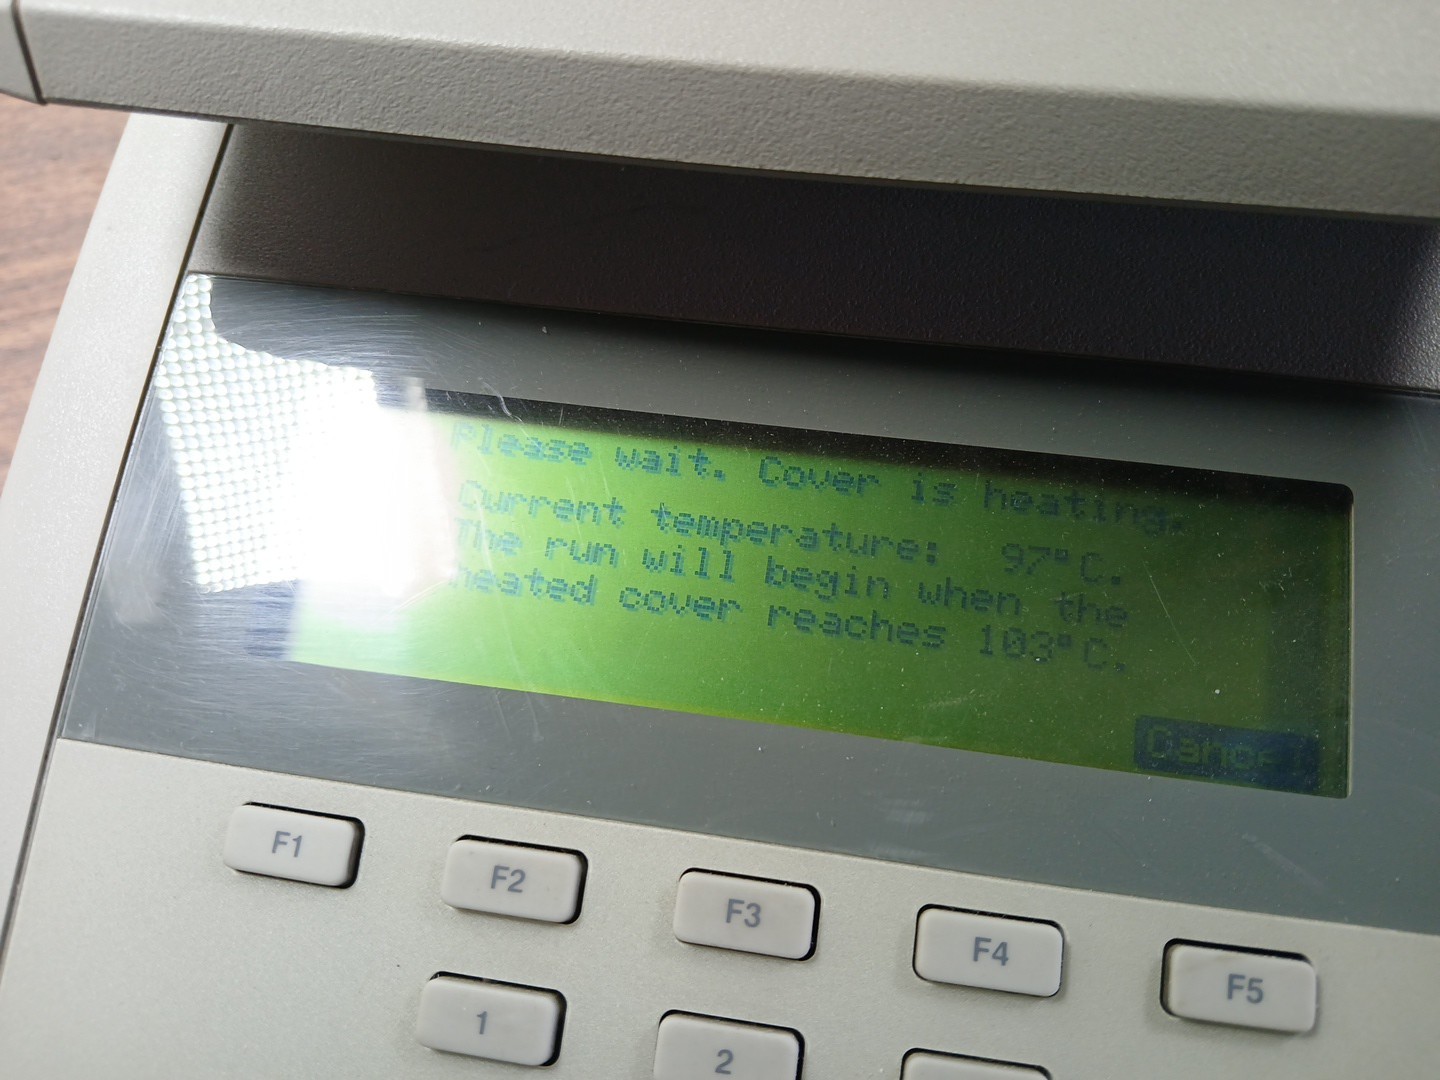 Please wait. Cover is heating.
Current temperature: 97°C.
The run will begin when the
heated cover reaches 103°C.
Cancel
F1 F2 F3 F4 F5
1 2